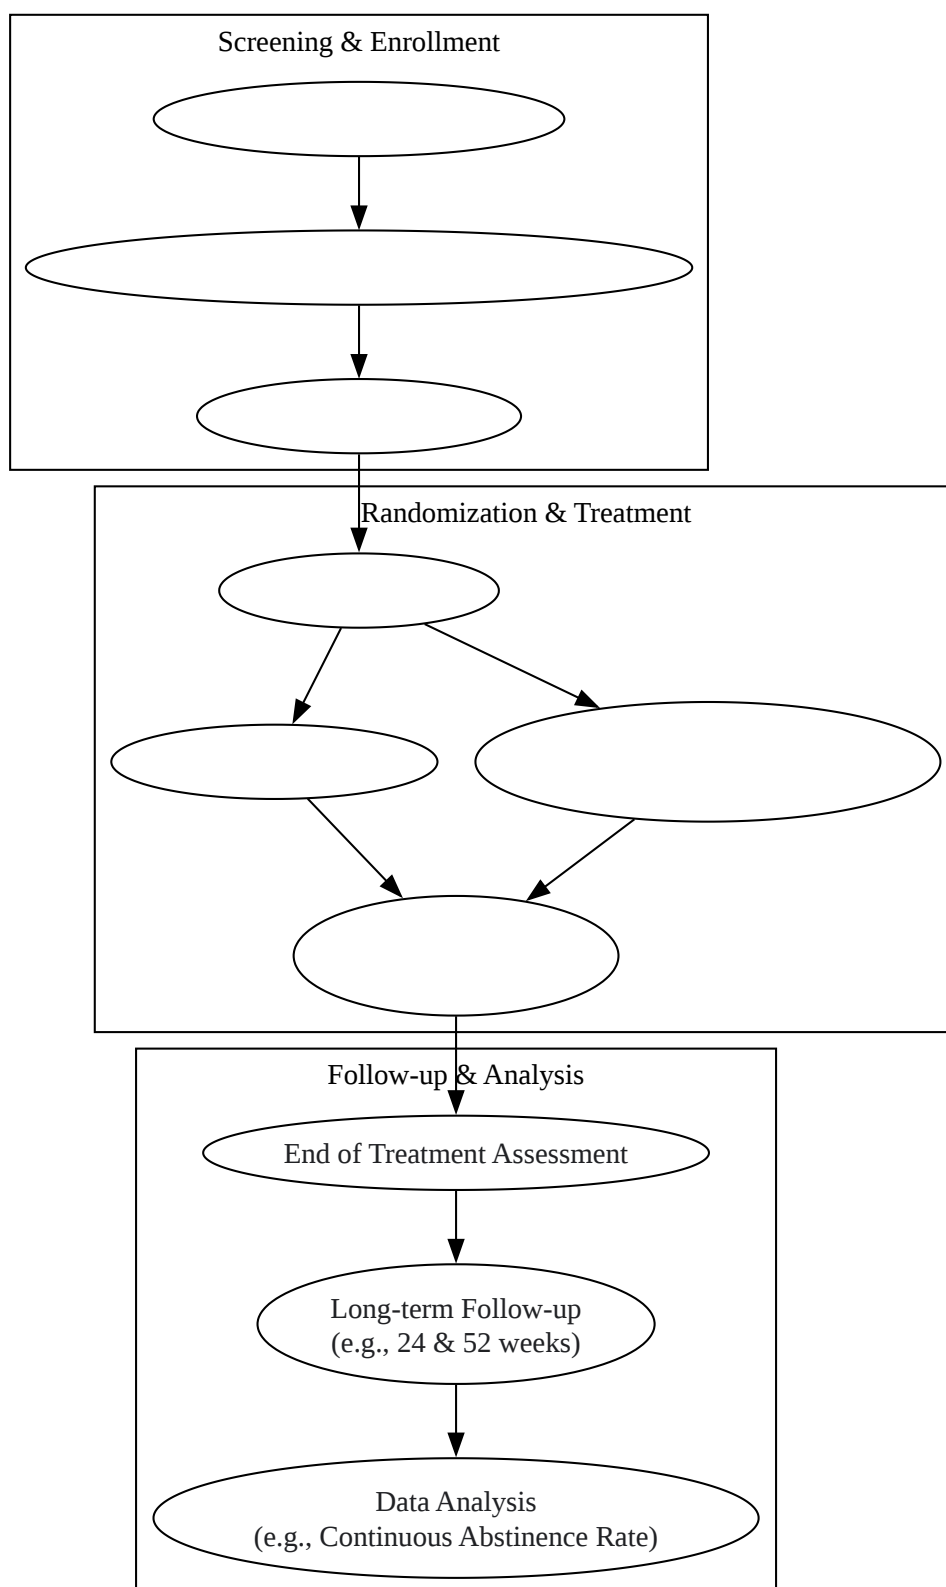 Screening & Enrollment
Randomization & Treatment
Follow-up & Analysis
End of Treatment Assessment
Long-term Follow-up
(e.g., 24 & 52 weeks)
Data Analysis
(e.g., Continuous Abstinence Rate)